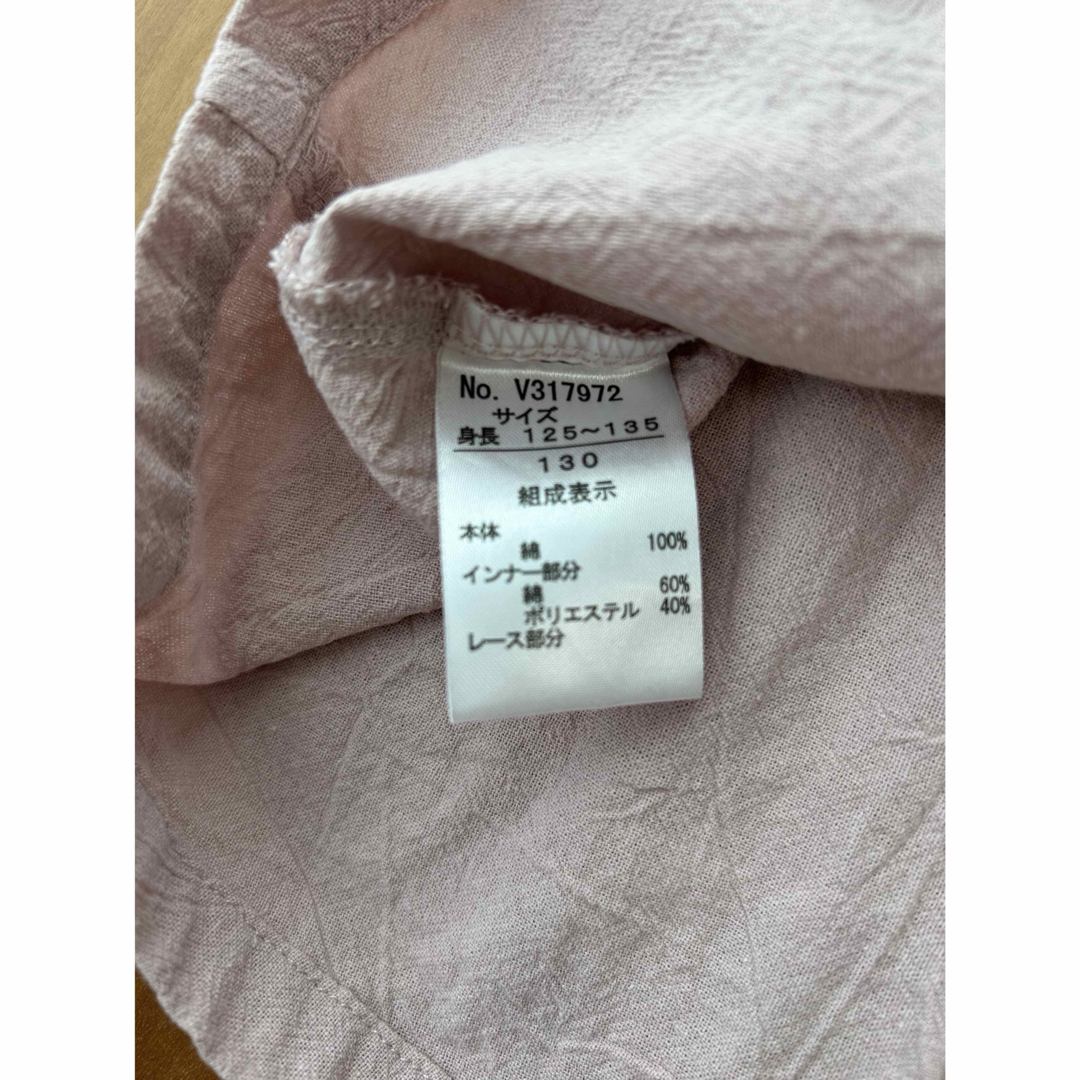 No. V317972
サイズ
身長 125~135
130
組成表示
本体
綿 100%
インナー部分
綿 60%
ポリエステル 40%
レース部分